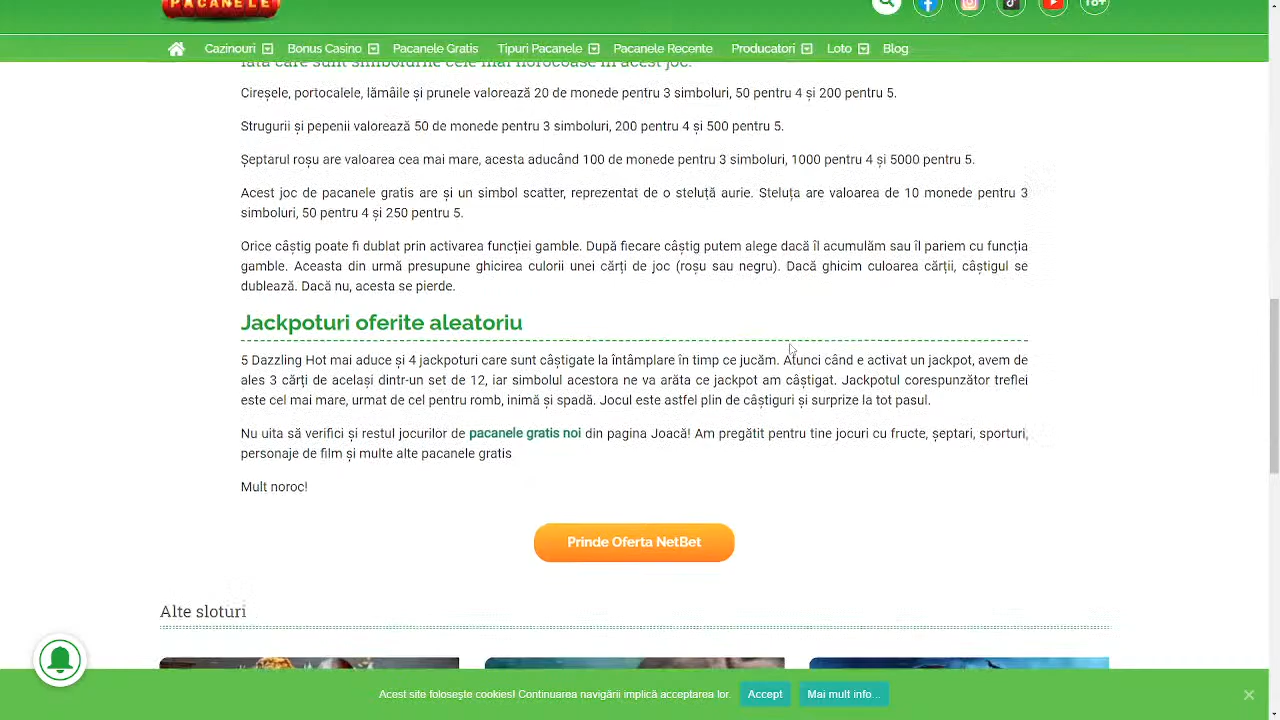 PACANELE
18+
Cazinouri
Bonus Casino
Pacanele Gratis
Tipuri Pacanele
Pacanele Recente
Producatori
Loto
Blog
Iată care sunt simbolurile cele mai norocoase în acest joc:
Cireșele, portocalele, lămâile și prunele valorează 20 de monede pentru 3 simboluri, 50 pentru 4 și 200 pentru 5.
Strugurii și pepenii valorează 50 de monede pentru 3 simboluri, 200 pentru 4 și 500 pentru 5.
Șeptarul roșu are valoarea cea mai mare, acesta aducând 100 de monede pentru 3 simboluri, 1000 pentru 4 și 5000 pentru 5.
Acest joc de pacanele gratis are și un simbol scatter, reprezentat de o steluță aurie. Steluța are valoarea de 10 monede pentru 3
simboluri, 50 pentru 4 și 250 pentru 5.
Orice câștig poate fi dublat prin activarea funcției gamble. După fiecare câștig putem alege dacă îl acumulăm sau îl pariem cu funcția
gamble. Aceasta din urmă presupune ghicirea culorii unei cărți de joc (roșu sau negru). Dacă ghicim culoarea cărții, câștigul se
dublează. Dacă nu, acesta se pierde.
Jackpoturi oferite aleatoriu
5 Dazzling Hot mai aduce și 4 jackpoturi care sunt câștigate la întâmplare în timp ce jucăm. Atunci când e activat un jackpot, avem de
ales 3 cărți de același dintr-un set de 12, iar simbolul acestora ne va arăta ce jackpot am câștigat. Jackpotul corespunzător treflei
este cel mai mare, urmat de cel pentru romb, inimă și spadă. Jocul este astfel plin de câștiguri și surprize la tot pasul.
Nu uita să verifici și restul jocurilor de pacanele gratis noi din pagina Joacă! Am pregătit pentru tine jocuri cu fructe, șeptari, sporturi,
personaje de film și multe alte pacanele gratis
Mult noroc!
Prinde Oferta NetBet
Alte sloturi
Acest site folosește cookies! Continuarea navigării implică acceptarea lor.
Accept
Mai mult info...